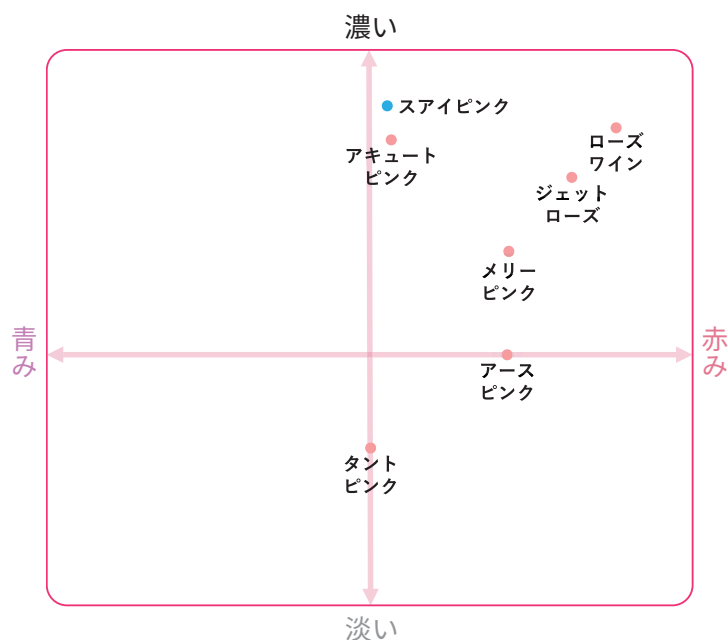 濃い
スアイピンク
アキュート
ピンク
ローズ
ワイン
ジェット
ローズ
メリー
ピンク
青み
赤み
アース
ピンク
タント
ピンク
淡い